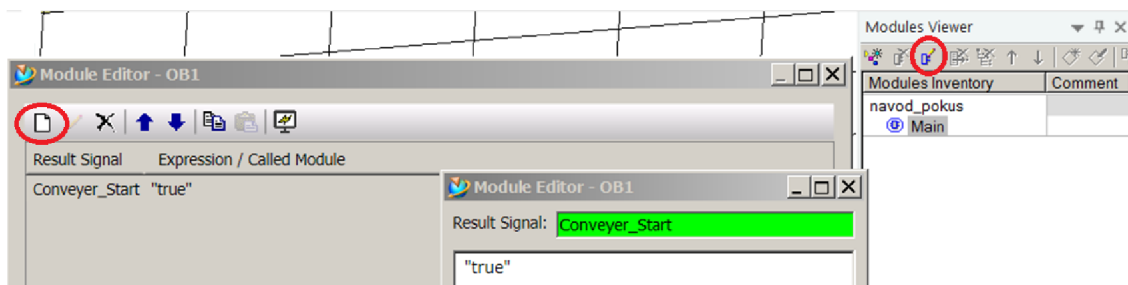 Modules Viewer
Module Editor - OB1
Modules Inventory Comment
navod_pokus
Main
Result Signal Expression / Called Module
Conveyer_Start "true"
Module Editor - OB1
Result Signal: Conveyer_Start
"true"